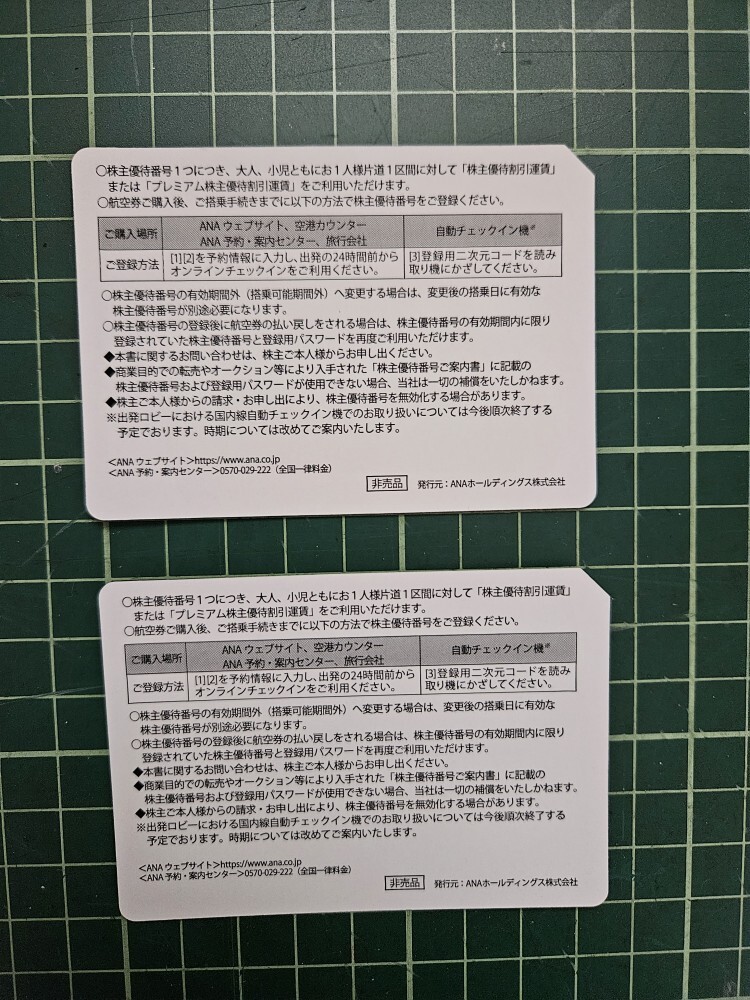 ○株主優待番号1つにつき、大人、小児ともにお1人様片道1区間に対して「株主優待割引運賃」
または「プレミアム株主優待割引運賃」をご利用いただけます。
○航空券ご購入後、ご搭乗手続きまでに以下の方法で株主優待番号をご登録ください。
ご購入場所
ANAウェブサイト、空港カウンター
ANA予約・案内センター、旅行会社
自動チェックイン機※
ご登録方法
[1][2]を予約情報に入力し、出発の24時間前から
オンラインチェックインをご利用ください。
[3]登録用二次元コードを読み
取り機にかざしてください。
○株主優待番号の有効期間外（搭乗可能期間外）へ変更する場合は、変更後の搭乗日に有効な
株主優待番号が別途必要になります。
○株主優待番号の登録後に航空券の払い戻しをされる場合は、株主優待番号の有効期間内に限り
登録されていた株主優待番号と登録用パスワードを再度ご利用いただけます。
◆本書に関するお問い合わせは、株主ご本人様からお申し出ください。
◆商業目的での転売やオークション等により入手された「株主優待番号ご案内書」に記載の
株主優待番号および登録用パスワードが使用できない場合、当社は一切の補償をいたしかねます。
◆株主ご本人様からの請求・お申し出により、株主優待番号を無効化する場合があります。
※出発ロビーにおける国内線自動チェックイン機でのお取り扱いについては今後順次終了する
予定でおります。時期については改めてご案内いたします。
＜ANAウェブサイト＞https://www.ana.co.jp
＜ANA予約・案内センター＞0570-029-222（全国一律料金）
非売品 発行元：ANAホールディングス株式会社
○株主優待番号1つにつき、大人、小児ともにお1人様片道1区間に対して「株主優待割引運賃」
または「プレミアム株主優待割引運賃」をご利用いただけます。
○航空券ご購入後、ご搭乗手続きまでに以下の方法で株主優待番号をご登録ください。
ご購入場所
ANAウェブサイト、空港カウンター
ANA予約・案内センター、旅行会社
自動チェックイン機※
ご登録方法
[1][2]を予約情報に入力し、出発の24時間前から
オンラインチェックインをご利用ください。
[3]登録用二次元コードを読み
取り機にかざしてください。
○株主優待番号の有効期間外（搭乗可能期間外）へ変更する場合は、変更後の搭乗日に有効な
株主優待番号が別途必要になります。
○株主優待番号の登録後に航空券の払い戻しをされる場合は、株主優待番号の有効期間内に限り
登録されていた株主優待番号と登録用パスワードを再度ご利用いただけます。
◆本書に関するお問い合わせは、株主ご本人様からお申し出ください。
◆商業目的での転売やオークション等により入手された「株主優待番号ご案内書」に記載の
株主優待番号および登録用パスワードが使用できない場合、当社は一切の補償をいたしかねます。
◆株主ご本人様からの請求・お申し出により、株主優待番号を無効化する場合があります。
※出発ロビーにおける国内線自動チェックイン機でのお取り扱いについては今後順次終了する
予定でおります。時期については改めてご案内いたします。
＜ANAウェブサイト＞https://www.ana.co.jp
＜ANA予約・案内センター＞0570-029-222（全国一律料金）
非売品 発行元：ANAホールディングス株式会社